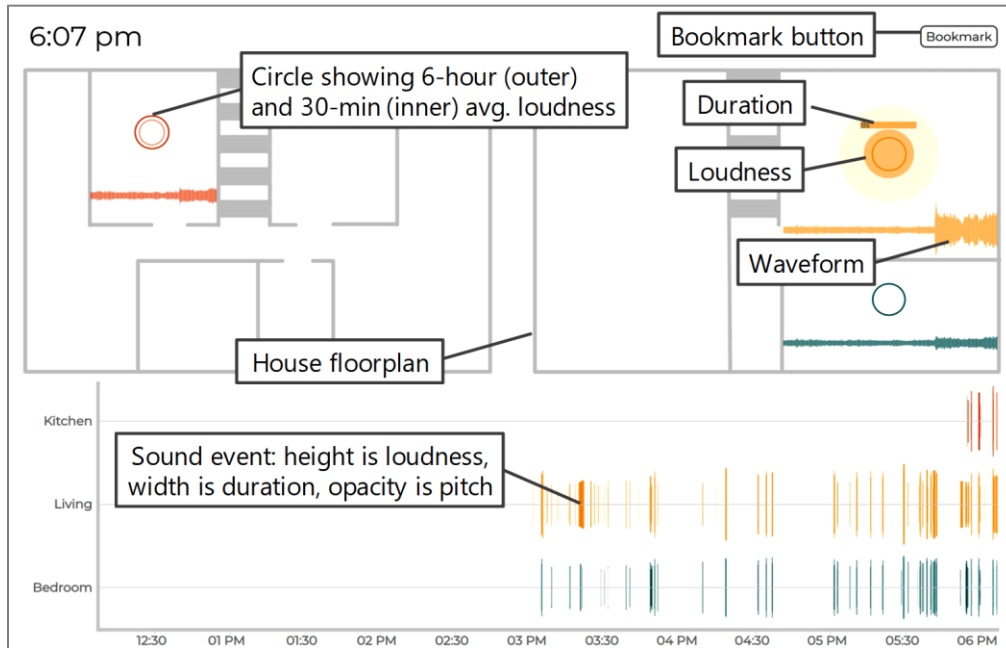 6:07 pm
Bookmark button
Bookmark
Circle showing 6-hour (outer)
and 30-min (inner) avg. loudness
Duration
Loudness
Waveform
House floorplan
Kitchen
Sound event: height is loudness,
width is duration, opacity is pitch
Living
Bedroom
12:30 01 PM 01:30 02 PM 02:30 03 PM 03:30 04 PM 04:30 05 PM 05:30 06 PM